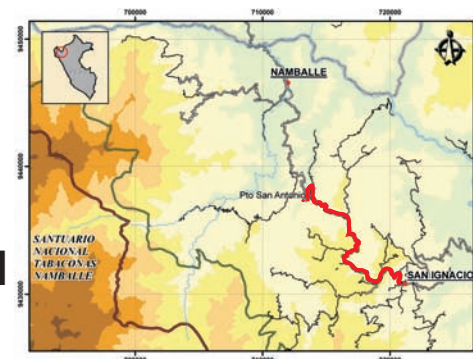 700000
710000
720000
9450000
NAMBALLE
9440000
Pto San Antonio
SANTUARIO
NACIONAL
TABACONAS
NAMBALLE
SAN IGNACIO
9430000